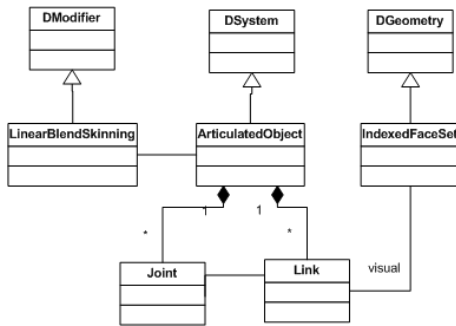 DModifier
DSystem
DGeometry
LinearBlendSkinning
ArticulatedObject
IndexedFaceSet
1
1
*
*
Joint
Link
visual